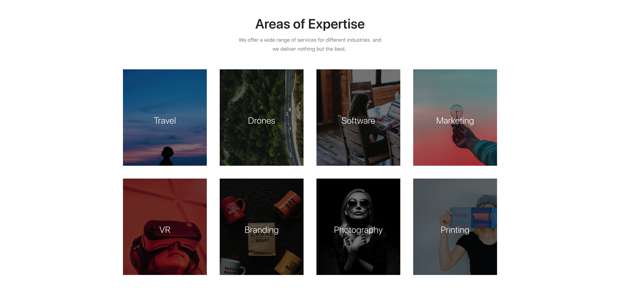 Areas of Expertise
We offer a wide range of services for different industries and
we deliver nothing but the best.
Travel
Drones
Software
Marketing
VR
Branding
Photography
Printing